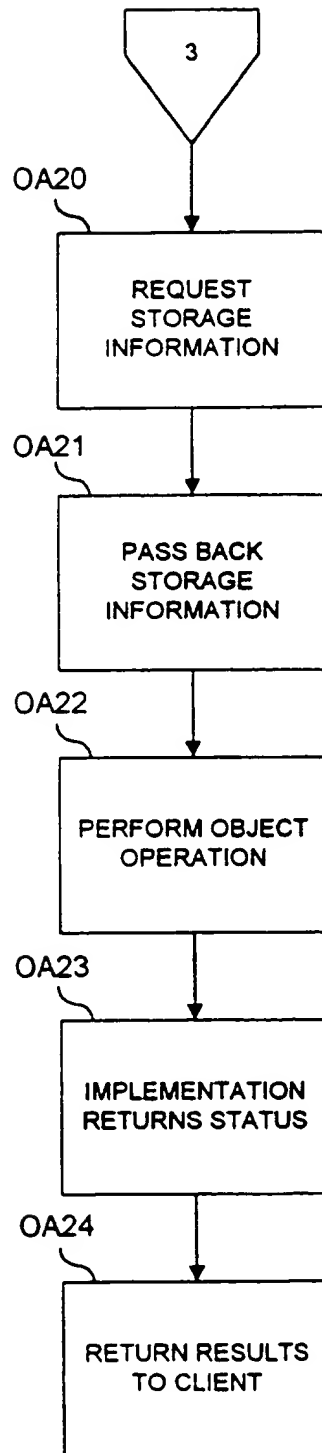 3
OA20
REQUEST
STORAGE
INFORMATION
OA21
PASS BACK
STORAGE
INFORMATION
OA22
PERFORM OBJECT
OPERATION
OA23
IMPLEMENTATION
RETURNS STATUS
OA24
RETURN RESULTS
TO CLIENT